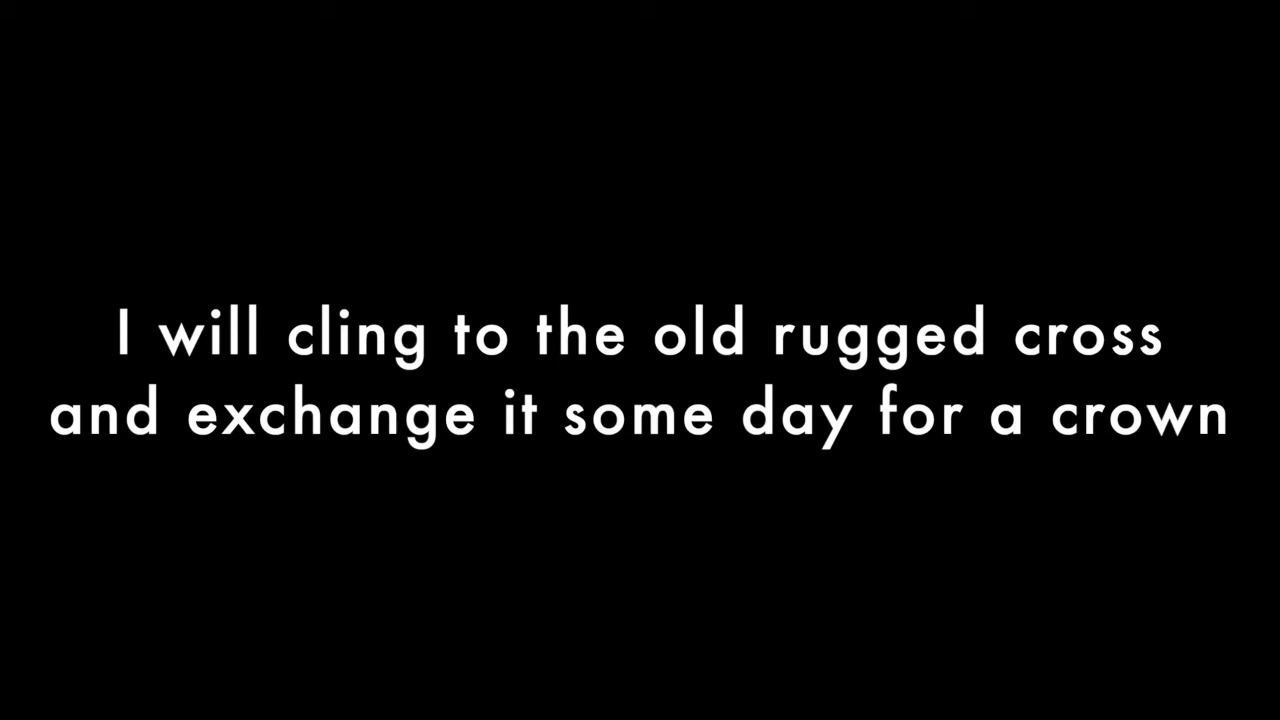 I will cling to the old rugged cross
and exchange it some day for a crown